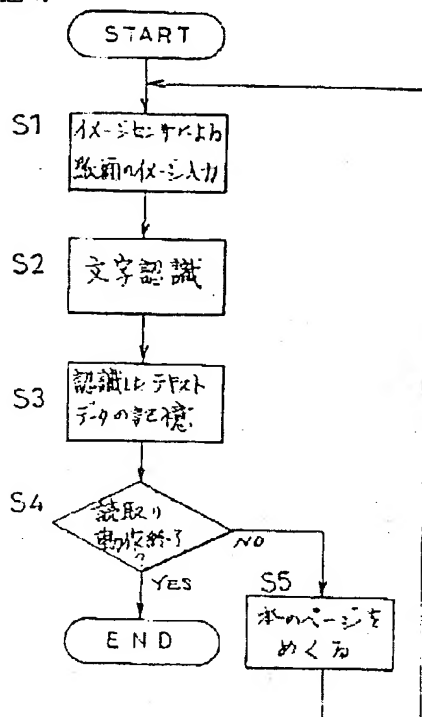 START
S1
イメージセンサによる
紙面のイメージ入力
S2
文字認識
S3
認識したテキスト
データの記憶
S4
読取り
動作終了
?
NO
YES
S5
本のページを
めくる
END